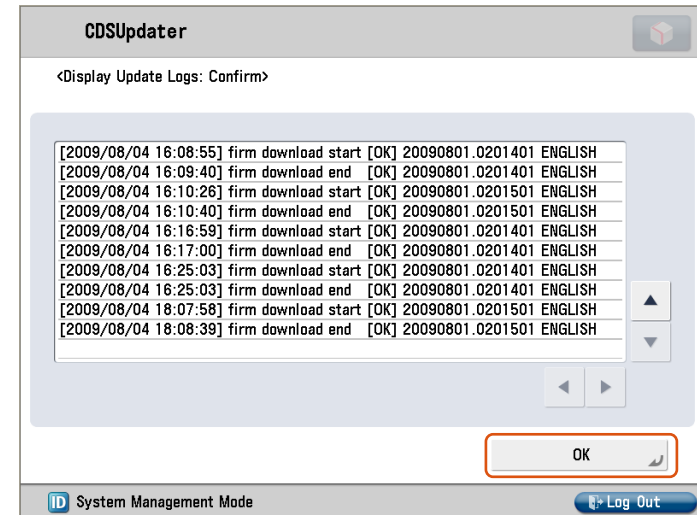 CDSUpdater
<Display Update Logs: Confirm>
[2009/08/04 16:08:55] firm download start [OK] 20090801.0201401 ENGLISH
[2009/08/04 16:09:40] firm download end [OK] 20090801.0201401 ENGLISH
[2009/08/04 16:10:26] firm download start [OK] 20090801.0201501 ENGLISH
[2009/08/04 16:10:40] firm download end [OK] 20090801.0201501 ENGLISH
[2009/08/04 16:16:59] firm download start [OK] 20090801.0201401 ENGLISH
[2009/08/04 16:17:00] firm download end [OK] 20090801.0201401 ENGLISH
[2009/08/04 16:25:03] firm download start [OK] 20090801.0201401 ENGLISH
[2009/08/04 16:25:03] firm download end [OK] 20090801.0201401 ENGLISH
[2009/08/04 18:07:58] firm download start [OK] 20090801.0201501 ENGLISH
[2009/08/04 18:08:39] firm download end [OK] 20090801.0201501 ENGLISH
OK
ID System Management Mode
Log Out